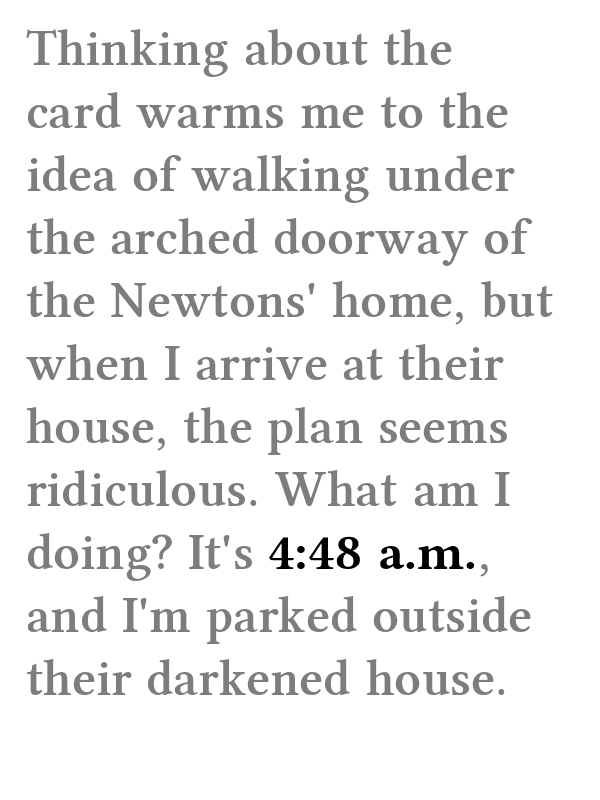 Thinking about the
card warms me to the
idea of walking under
the arched doorway of
the Newtons' home, but
when I arrive at their
house, the plan seems
ridiculous. What am I
doing? It's 4:48 a.m.,
and I'm parked outside
their darkened house.